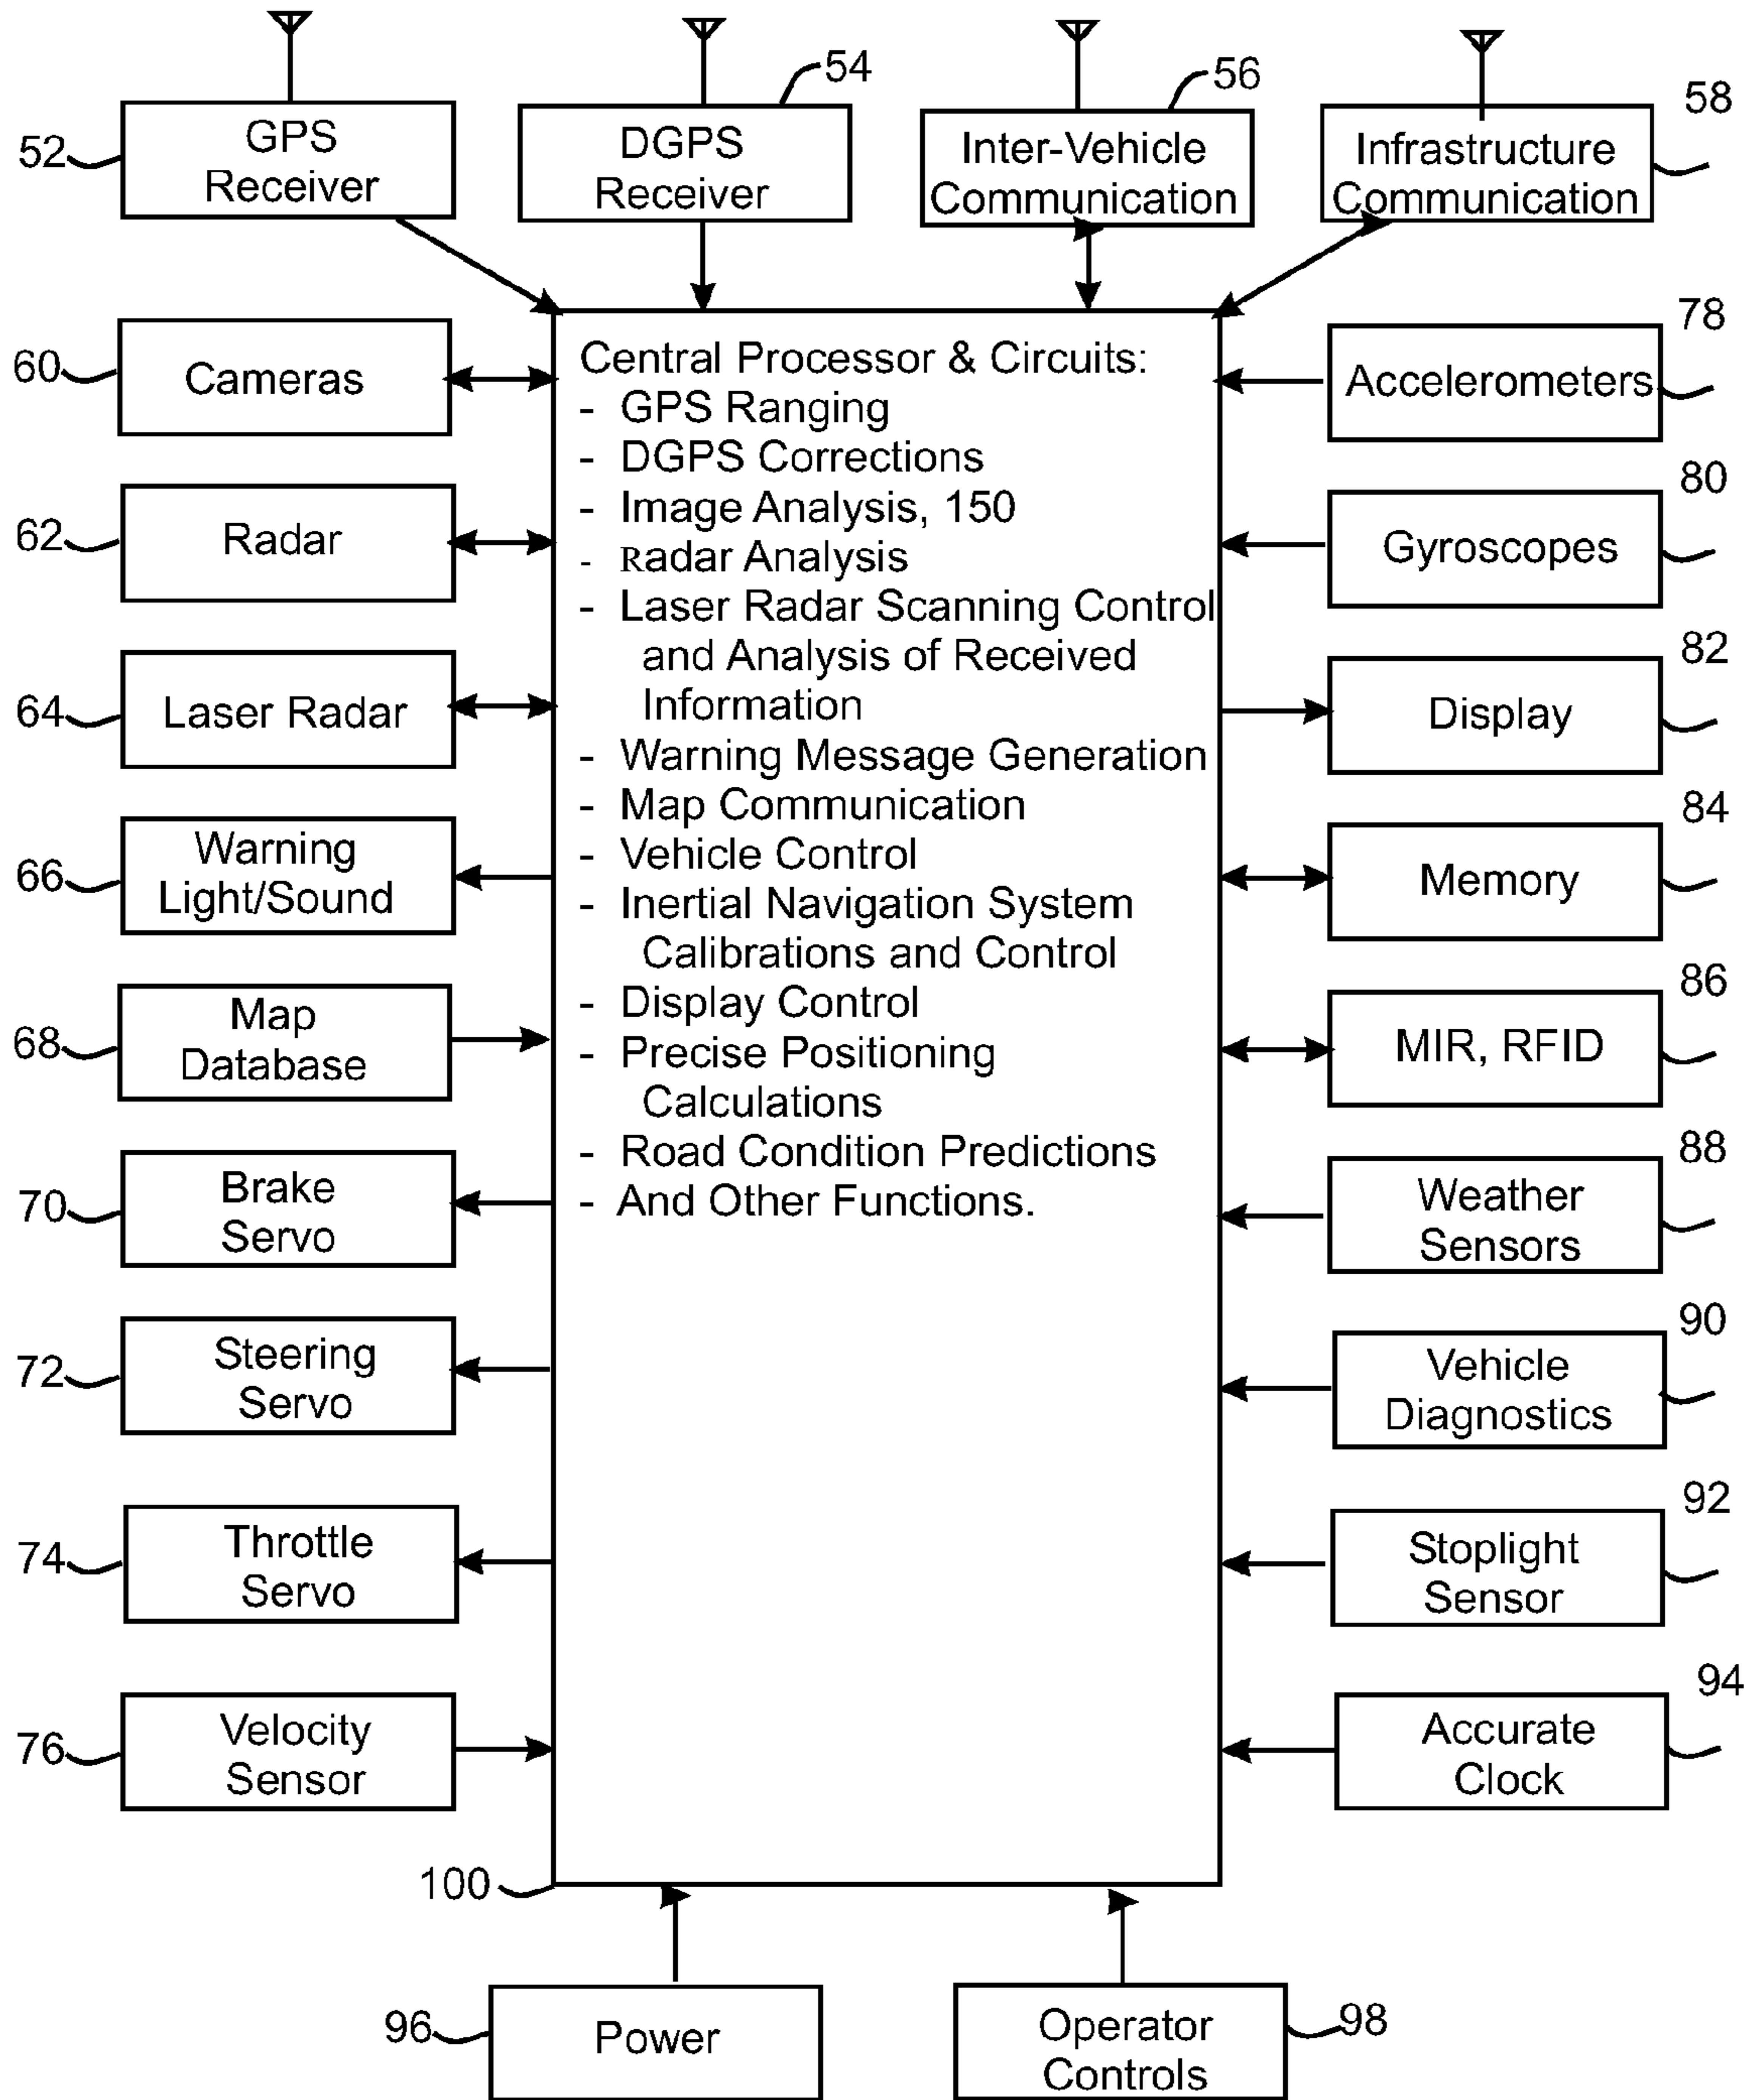 54
56
58
52
GPS
Receiver
DGPS
Receiver
Inter-Vehicle
Communication
Infrastructure
Communication
60
Cameras
62
Radar
64
Laser Radar
66
Warning
Light/Sound
68
Map
Database
70
Brake
Servo
72
Steering
Servo
74
Throttle
Servo
76
Velocity
Sensor
Central Processor & Circuits:
- GPS Ranging
- DGPS Corrections
- Image Analysis, 150
- Radar Analysis
- Laser Radar Scanning Control
and Analysis of Received
Information
- Warning Message Generation
- Map Communication
- Vehicle Control
- Inertial Navigation System
Calibrations and Control
- Display Control
- Precise Positioning
Calculations
- Road Condition Predictions
- And Other Functions.
78
Accelerometers
80
Gyroscopes
82
Display
84
Memory
86
MIR, RFID
88
Weather
Sensors
90
Vehicle
Diagnostics
92
Stoplight
Sensor
94
Accurate
Clock
100
96
Power
Operator
Controls
98